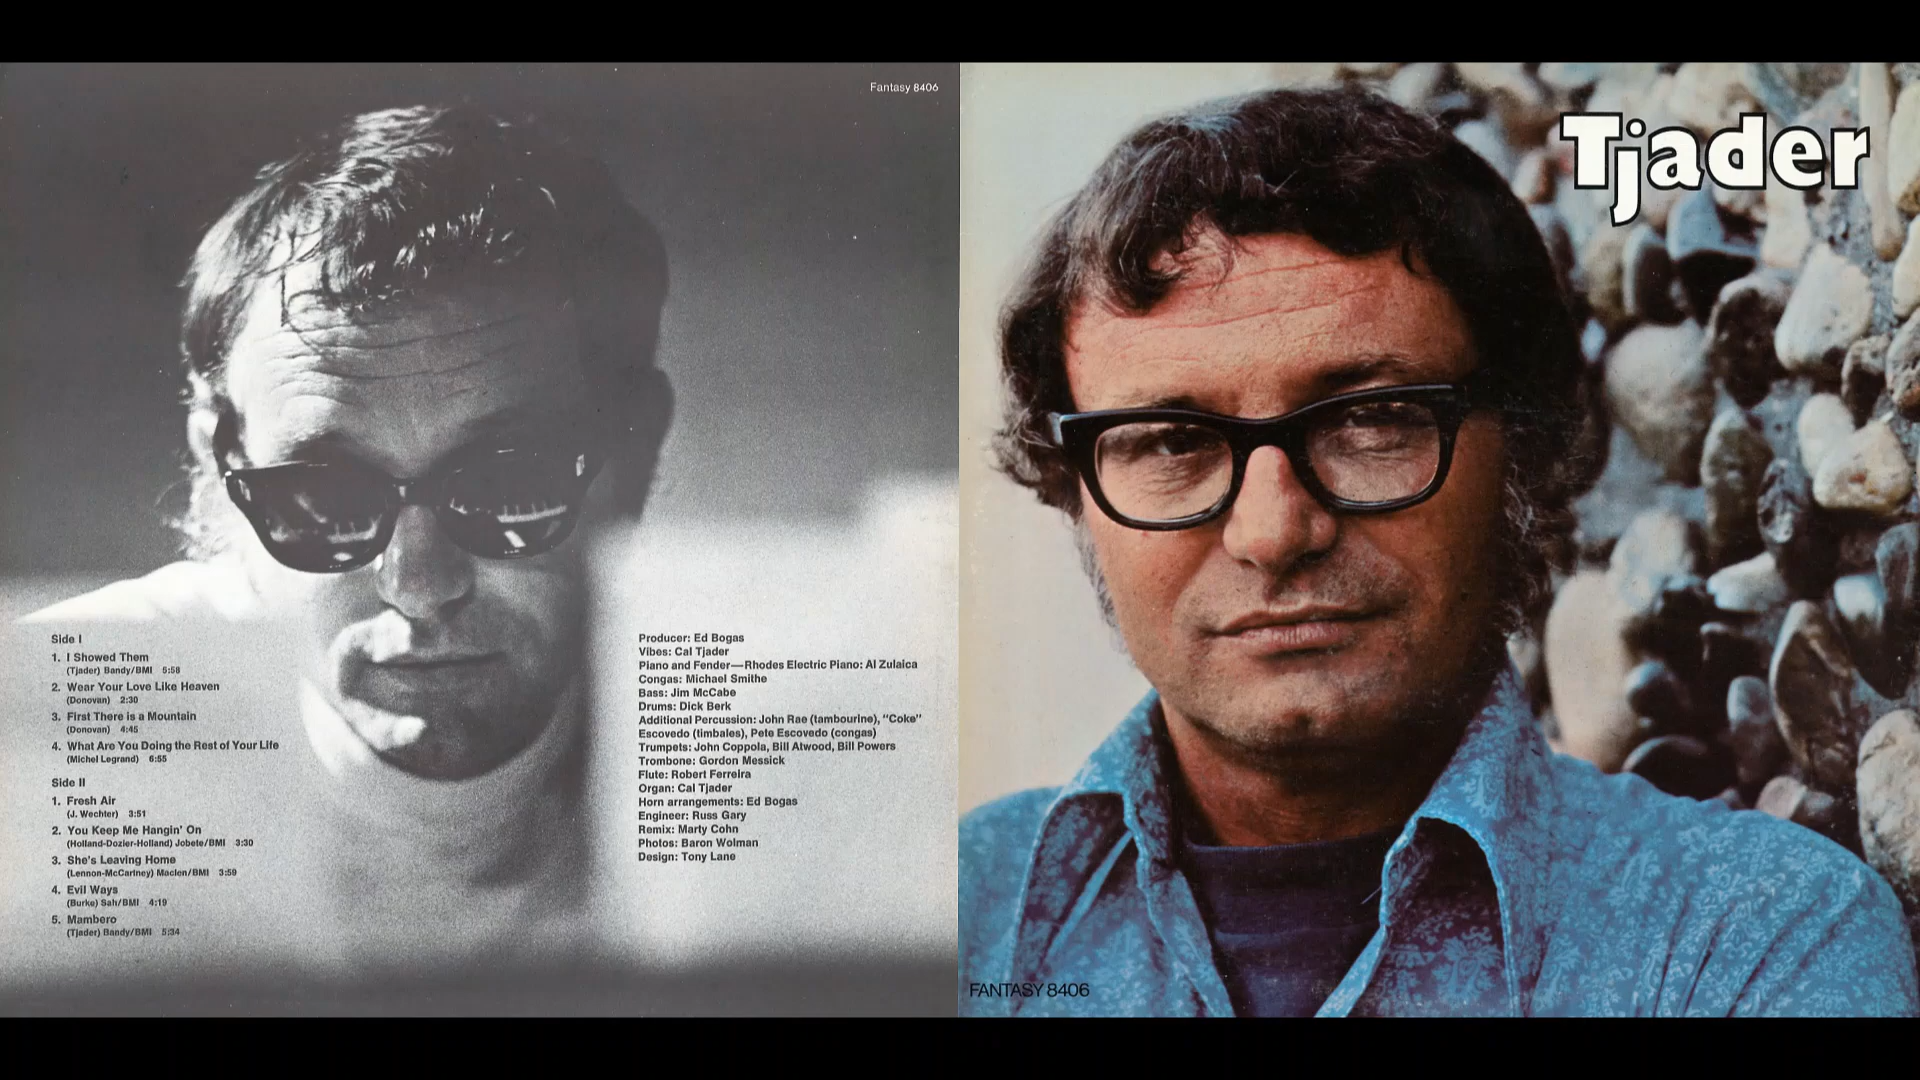 Fantasy 8406
Side I
1. I Showed Them
(Tjader) Bandy/BMI 5:58
2. Wear Your Love Like Heaven
(Donovan) 2:30
3. First There is a Mountain
(Donovan) 4:45
4. What Are You Doing the Rest of Your Life
(Michel Legrand) 6:55
Side II
1. Fresh Air
(J. Wechter) 3:51
2. You Keep Me Hangin' On
(Holland-Dozier-Holland) Jobete/BMI 3:30
3. She's Leaving Home
(Lennon-McCartney) Maclen/BMI 3:59
4. Evil Ways
(Burke) Sah/BMI 4:19
5. Mambero
(Tjader) Bandy/BMI 5:34
Producer: Ed Bogas
Vibes: Cal Tjader
Piano and Fender—Rhodes Electric Piano: Al Zulaica
Congas: Michael Smithe
Bass: Jim McCabe
Drums: Dick Berk
Additional Percussion: John Rae (tambourine), "Coke"
Escovedo (timbales), Pete Escovedo (congas)
Trumpets: John Coppola, Bill Atwood, Bill Powers
Trombone: Gordon Messick
Flute: Robert Ferreira
Organ: Cal Tjader
Horn arrangements: Ed Bogas
Engineer: Russ Gary
Remix: Marty Cohn
Photos: Baron Wolman
Design: Tony Lane
Tjader
FANTASY 8406